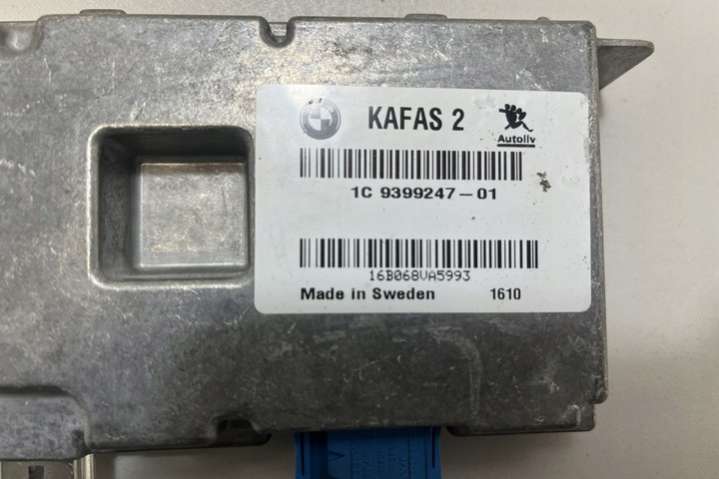 KAFAS 2
Autoliv
1C 9399247-01
16B068VA5993
Made in Sweden 1610